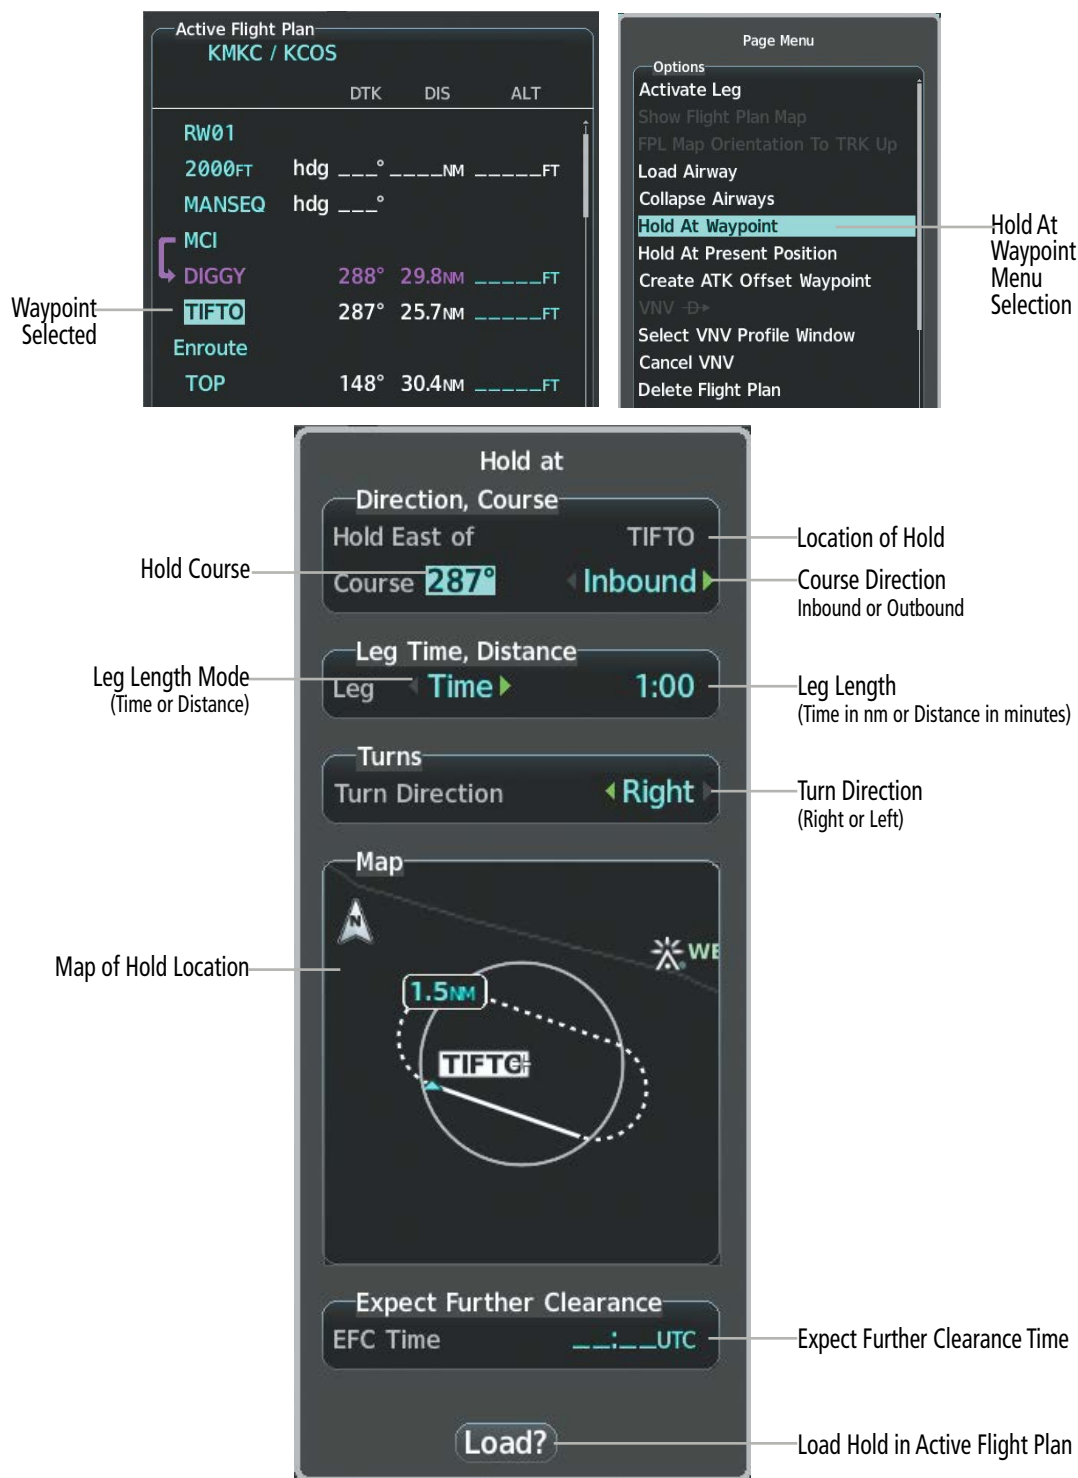 Active Flight Plan
KMKC / KCOS
DTK DIS ALT
RW01
2000FT hdg ___° ____NM _____FT
MANSEQ hdg ___°
MCI
DIGGY 288° 29.8NM _____FT
TIFTO 287° 25.7NM _____FT
Enroute
TOP 148° 30.4NM _____FT
Waypoint
Selected
Page Menu
Options
Activate Leg
Show Flight Plan Map
FPL Map Orientation To TRK Up
Load Airway
Collapse Airways
Hold At Waypoint
Hold At Present Position
Create ATK Offset Waypoint
VNV D
Select VNV Profile Window
Cancel VNV
Delete Flight Plan
Hold At
Waypoint
Menu
Selection
Hold at
Direction, Course
Hold East of TIFTO
Location of Hold
Hold Course
Course 287° Inbound
Course Direction
Inbound or Outbound
Leg Time, Distance
Leg Length Mode
(Time or Distance)
Leg Time 1:00
Leg Length
(Time in nm or Distance in minutes)
Turns
Turn Direction Right
Turn Direction
(Right or Left)
Map
N
WE
Map of Hold Location
1.5NM
TIFTO
Expect Further Clearance
EFC Time __:__UTC
Expect Further Clearance Time
Load?
Load Hold in Active Flight Plan